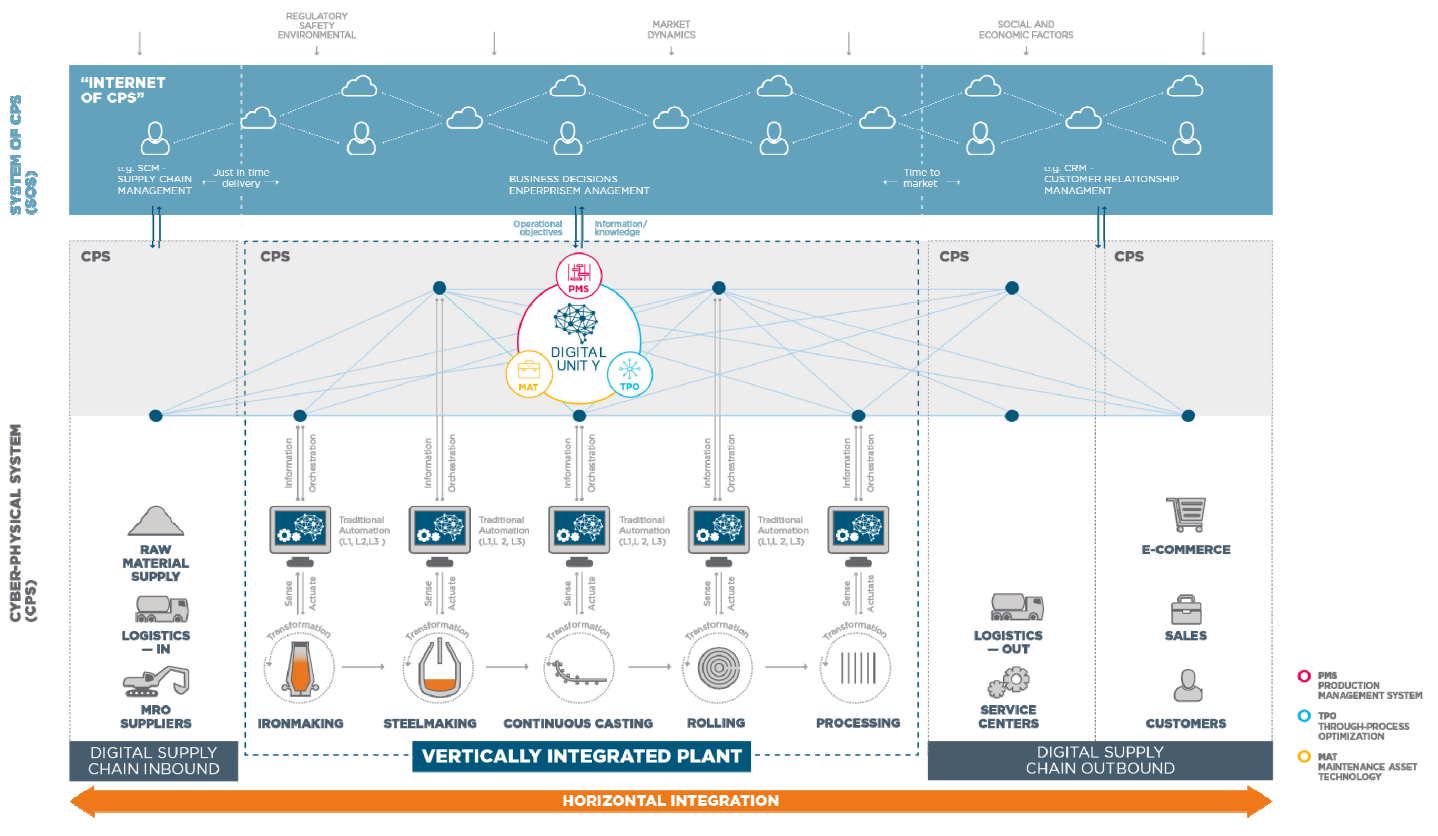 REGULATORY
SAFETY
ENVIRONMENTAL
MARKET
DYNAMICS
SOCIAL AND
ECONOMIC FACTORS
SYSTEM OF CPS
(SOS)
“INTERNET
OF CPS”
e.g. SCM -
SUPPLY CHAIN
MANAGEMENT
Just in time
delivery
BUSINESS DECISIONS
ENPERPRISEM ANAGEMENT
Time to
market
e.g. CRM -
CUSTOMER RELATIONSHIP
MANAGMENT
Operational
objectives
Information/
knowledge
CPS
CPS
CPS
CPS
PMS
DIGITAL
UNIT Y
MAT
TPO
CYBER-PHYSICAL SYSTEM
(CPS)
Information
Orchestration
Information
Orchestration
Information
Orchestration
Information
Orchestration
Information
Orchestration
Traditional
Automation
(L1, L2,L3 )
Traditional
Automation
(L1,L 2, L3)
Traditional
Automation
(L1,L 2, L3)
Traditional
Automation
(L1,L 2, L3)
Sense
Actuate
Sense
Actuate
Sense
Actuate
Sense
Actuate
Sense
Actutate
Transformation
Transformation
Transformation
Transformation
Transformation
RAW
MATERIAL
SUPPLY
LOGISTICS
— IN
MRO
SUPPLIERS
IRONMAKING
STEELMAKING
CONTINUOUS CASTING
ROLLING
PROCESSING
LOGISTICS
— OUT
SERVICE
CENTERS
E-COMMERCE
SALES
CUSTOMERS
DIGITAL SUPPLY
CHAIN INBOUND
VERTICALLY INTEGRATED PLANT
DIGITAL SUPPLY
CHAIN OUTBOUND
HORIZONTAL INTEGRATION
PMS
PRODUCTION
MANAGEMENT SYSTEM
TPO
THROUGH-PROCESS
OPTIMIZATION
MAT
MAINTENANCE ASSET
TECHNOLOGY